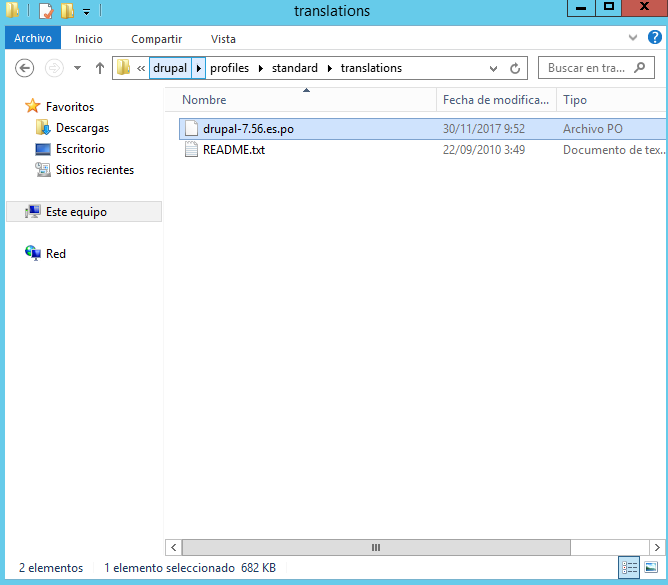 translations
Archivo Inicio Compartir Vista
« drupal profiles standard translations
Buscar en tra...
Nombre Fecha de modifica... Tipo
Favoritos
Descargas
Escritorio
Sitios recientes
Este equipo
Red
drupal-7.56.es.po 30/11/2017 9:52 Archivo PO
README.txt 22/09/2010 3:49 Documento de tex...
2 elementos 1 elemento seleccionado 682 KB